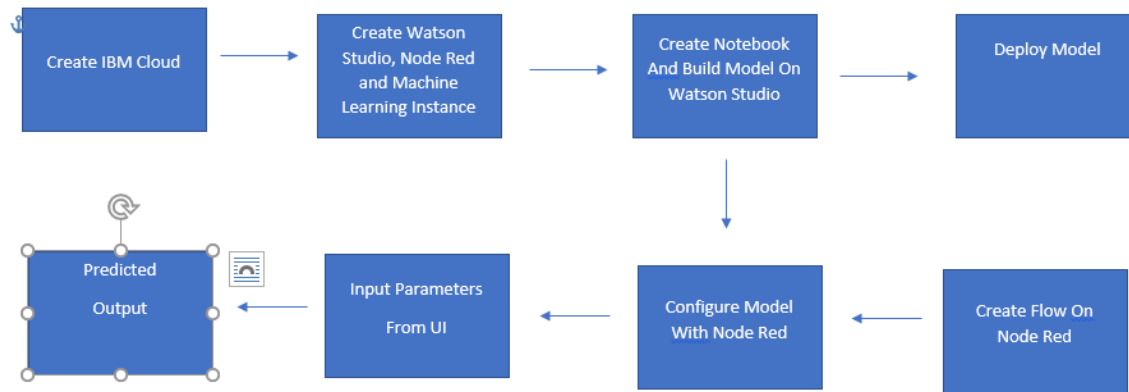 Create IBM Cloud
Create Watson
Studio, Node Red
and Machine
Learning Instance
Create Notebook
And Build Model On
Watson Studio
Deploy Model
Predicted
Output
Input Parameters
From UI
Configure Model
With Node Red
Create Flow On
Node Red